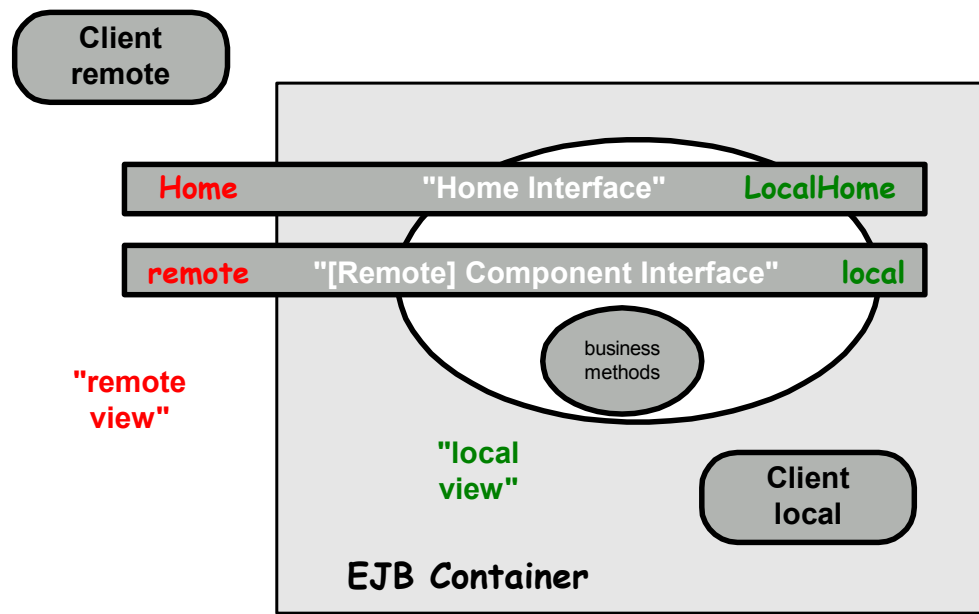 Client
remote
Home "Home Interface" LocalHome
remote "[Remote] Component Interface" local
business
methods
"remote
view"
"local
view"
Client
local
EJB Container